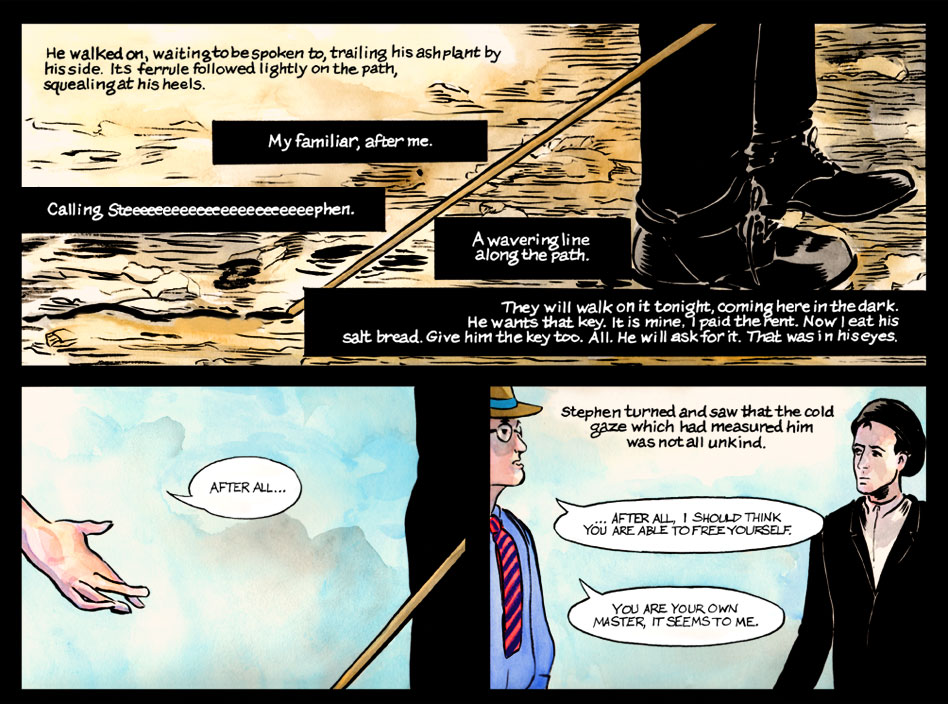 He walked on, waiting to be spoken to, trailing his ashplant by
his side. Its ferrule followed lightly on the path,
squealing at his heels.
My familiar, after me.
Calling Steeeeeeeeeeeeeeeeeeeephen.
A wavering line
along the path.
They will walk on it tonight, coming here in the dark.
He wants that key. It is mine, I paid the rent. Now I eat his
salt bread. Give him the key too. All. He will ask for it. That was in his eyes.
AFTER ALL...
Stephen turned and saw that the cold
gaze which had measured him
was not all unkind.
... AFTER ALL, I SHOULD THINK
YOU ARE ABLE TO FREE YOURSELF.
YOU ARE YOUR OWN
MASTER, IT SEEMS TO ME.